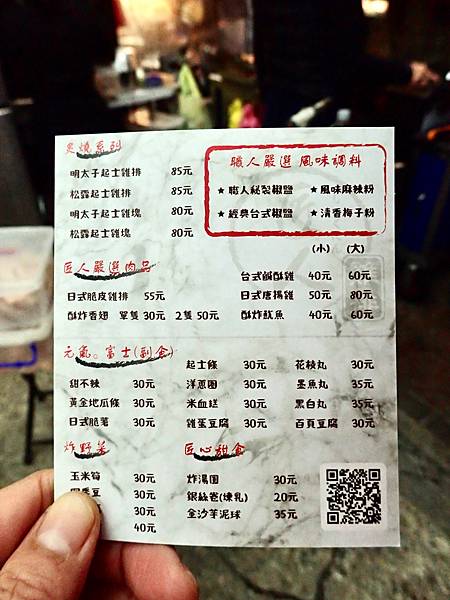 炙燒系列
明太子起士雞排 85元
松露起士雞排 85元
明太子起士雞塊 80元
松露起士雞塊 80元
職人嚴選 風味調料
★ 職人秘製椒鹽 ★ 風味麻辣粉
★ 經典台式椒鹽 ★ 清香梅子粉
匠人嚴選肉品
日式脆皮雞排 55元
酥炸香翅 單隻 30元 2隻 50元
(小) (大)
台式鹹酥雞 40元 60元
日式唐揚雞 50元 80元
酥炸魷魚 40元 60元
元氣。富士(副食)
甜不辣 30元
黃金地瓜條 30元
日式脆薯 30元
起士條 30元
洋蔥圈 30元
米血糕 30元
雞蛋豆腐 30元
花枝丸 30元
墨魚丸 35元
黑白丸 35元
百頁豆腐 30元
炸野菜
玉米筍 30元
四季豆 30元
30元
40元
匠心甜食
炸湯圓 30元
銀絲卷(煉乳) 20元
金沙芋泥球 35元